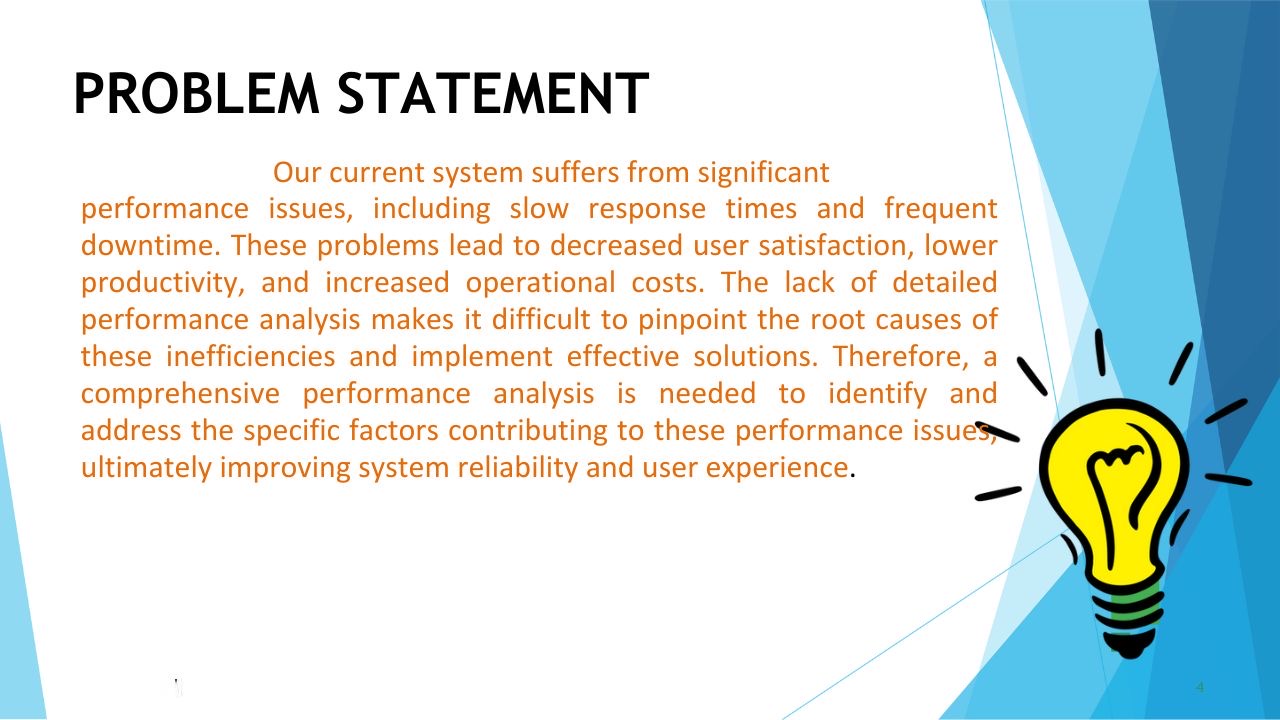 PROBLEM STATEMENT
Our current system suffers from significant
performance issues, including slow response times and frequent
downtime. These problems lead to decreased user satisfaction, lower
productivity, and increased operational costs. The lack of detailed
performance analysis makes it difficult to pinpoint the root causes of
these inefficiencies and implement effective solutions. Therefore, a
comprehensive performance analysis is needed to identify and
address the specific factors contributing to these performance issues,
ultimately improving system reliability and user experience.
4